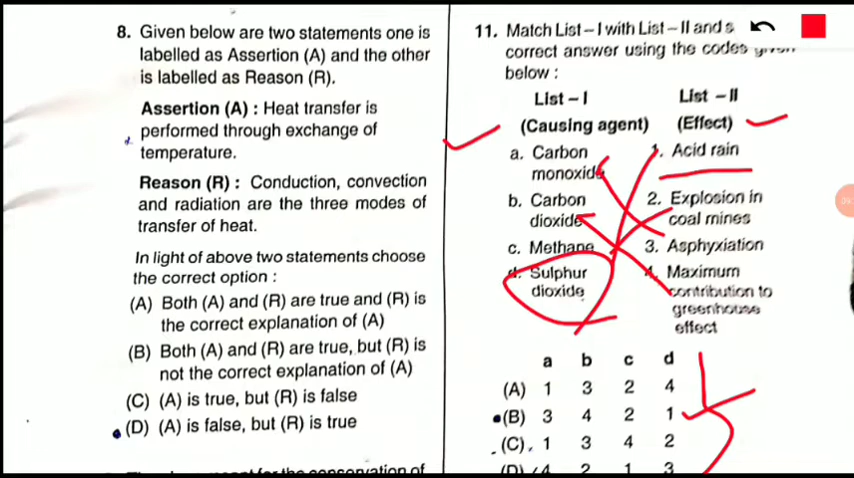 8. Given below are two statements one is
labelled as Assertion (A) and the other
is labelled as Reason (R).
Assertion (A) : Heat transfer is
performed through exchange of
temperature.
Reason (R) : Conduction, convection
and radiation are the three modes of
transfer of heat.
In light of above two statements choose
the correct option :
(A) Both (A) and (R) are true and (R) is
the correct explanation of (A)
(B) Both (A) and (R) are true, but (R) is
not the correct explanation of (A)
(C) (A) is true, but (R) is false
(D) (A) is false, but (R) is true
conservation of
11. Match List – I with List – II and s
correct answer using the codes given
below :
List – I List – II
(Causing agent) (Effect)
a. Carbon 1. Acid rain
monoxide
b. Carbon 2. Explosion in
dioxide coal mines
c. Methane 3. Asphyxiation
d. Sulphur 4. Maximum
dioxide contribution to
greenhouse
effect
a b c d
(A) 1 3 2 4
(B) 3 4 2 1
(C) 1 3 4 2
(D) 4 2 1 3